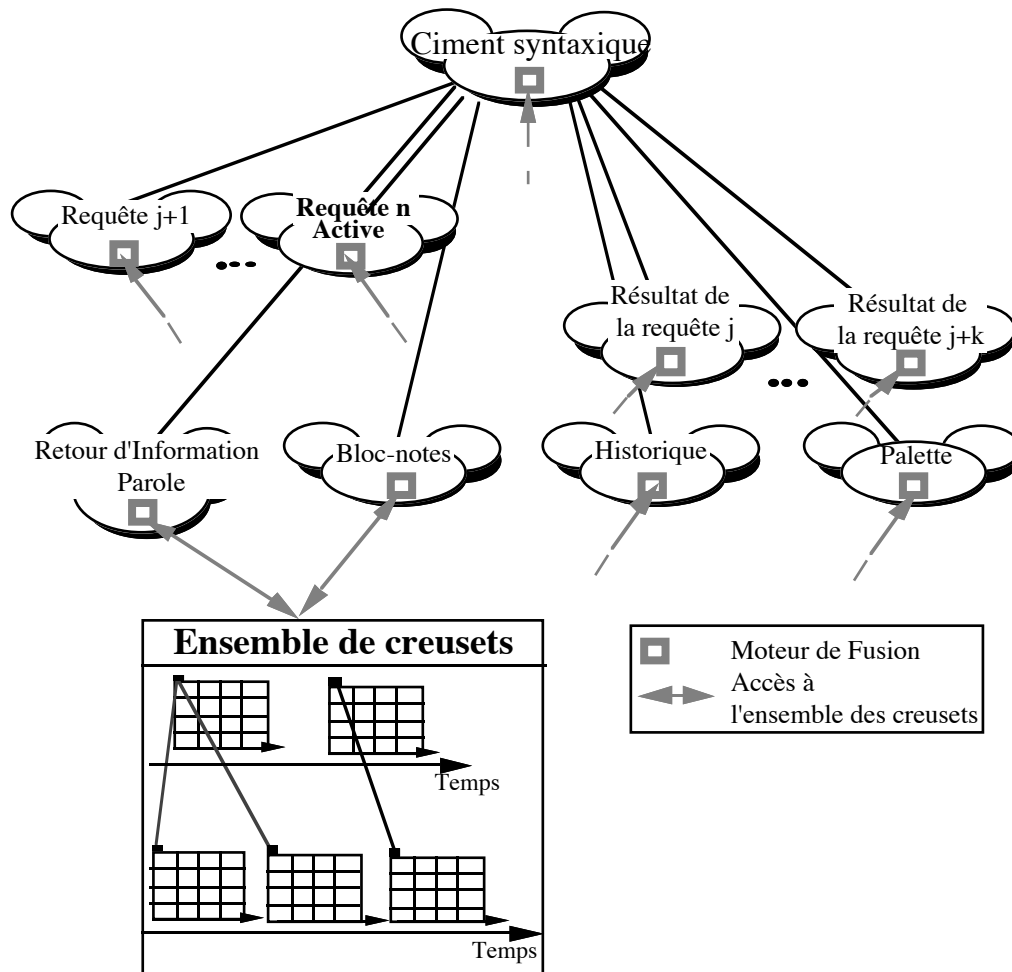 Ciment syntaxique
Requête j+1
Requête n
Active
Résultat de
la requête j
Résultat de
la requête j+k
Retour d'Information
Parole
Bloc-notes
Historique
Palette
Ensemble de creusets
Temps
Temps
Moteur de Fusion
Accès à
l'ensemble des creusets